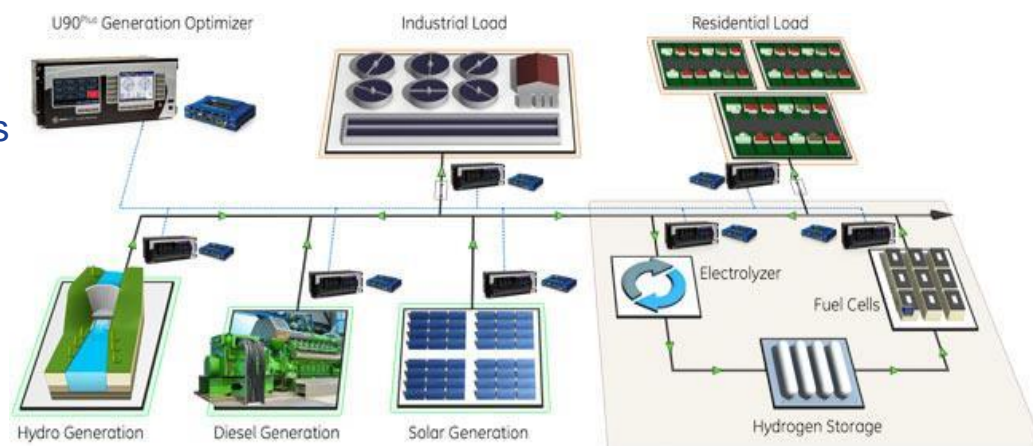 U90Plus Generation Optimizer
Industrial Load
Residential Load
s
Electrolyzer
Fuel Cells
Hydrogen Storage
Hydro Generation
Diesel Generation
Solar Generation